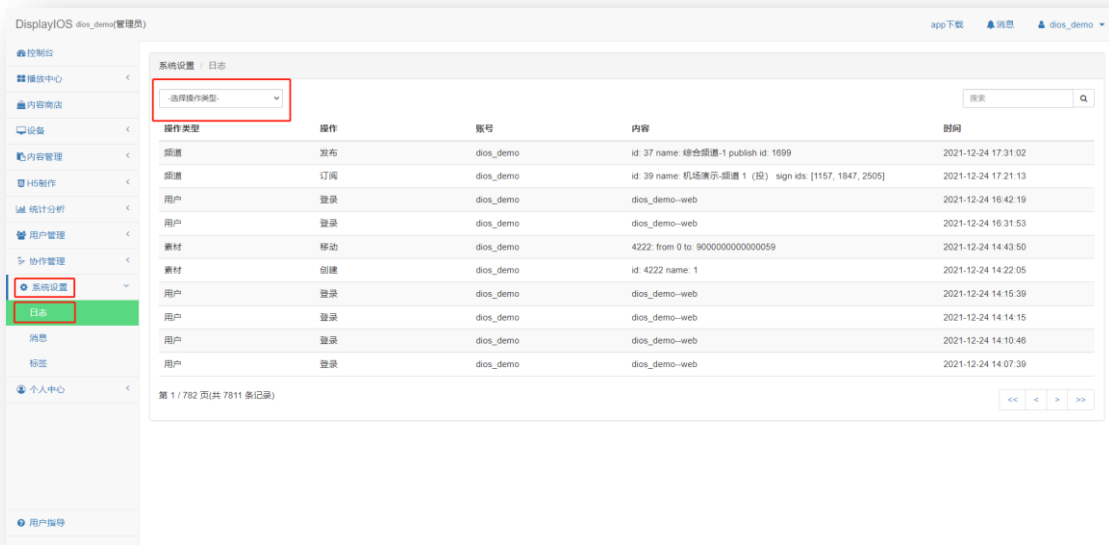 DisplayIOS dios_demo(管理员) app下载 消息 dios_demo
控制台
播放中心
内容商店
设备
内容管理
H5制作
统计分析
用户管理
协作管理
系统设置
日志
消息
标签
个人中心
用户指导
系统设置 / 日志
-选择操作类型- 搜索
操作类型 操作 账号 内容 时间
频道 发布 dios_demo id: 37 name: 综合频道-1 publish id: 1699 2021-12-24 17:31:02
频道 订阅 dios_demo id: 39 name: 机场演示-频道 1（投） sign ids: [1157, 1847, 2505] 2021-12-24 17:21:13
用户 登录 dios_demo dios_demo--web 2021-12-24 16:42:19
用户 登录 dios_demo dios_demo--web 2021-12-24 16:31:53
素材 移动 dios_demo 4222: from 0 to: 9000000000000059 2021-12-24 14:43:50
素材 创建 dios_demo id: 4222 name: 1 2021-12-24 14:22:05
用户 登录 dios_demo dios_demo--web 2021-12-24 14:15:39
用户 登录 dios_demo dios_demo--web 2021-12-24 14:14:15
用户 登录 dios_demo dios_demo--web 2021-12-24 14:10:46
用户 登录 dios_demo dios_demo--web 2021-12-24 14:07:39
第 1 / 782 页(共 7811 条记录) << < > >>